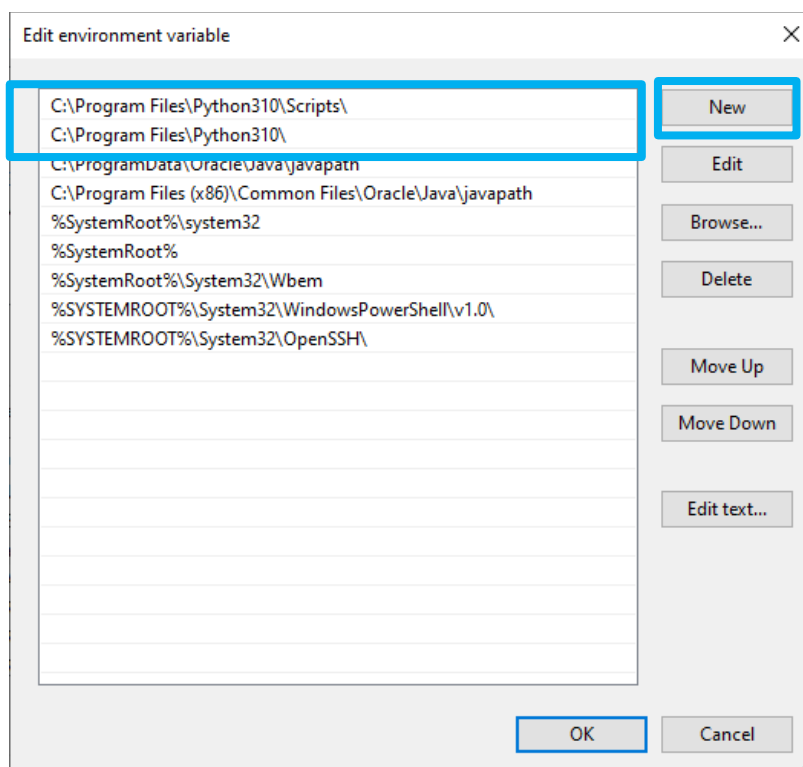 Edit environment variable
C:\Program Files\Python310\Scripts\
C:\Program Files\Python310\
C:\ProgramData\Oracle\Java\javapath
C:\Program Files (x86)\Common Files\Oracle\Java\javapath
%SystemRoot%\system32
%SystemRoot%
%SystemRoot%\System32\Wbem
%SYSTEMROOT%\System32\WindowsPowerShell\v1.0\
%SYSTEMROOT%\System32\OpenSSH\
New
Edit
Browse...
Delete
Move Up
Move Down
Edit text...
OK
Cancel